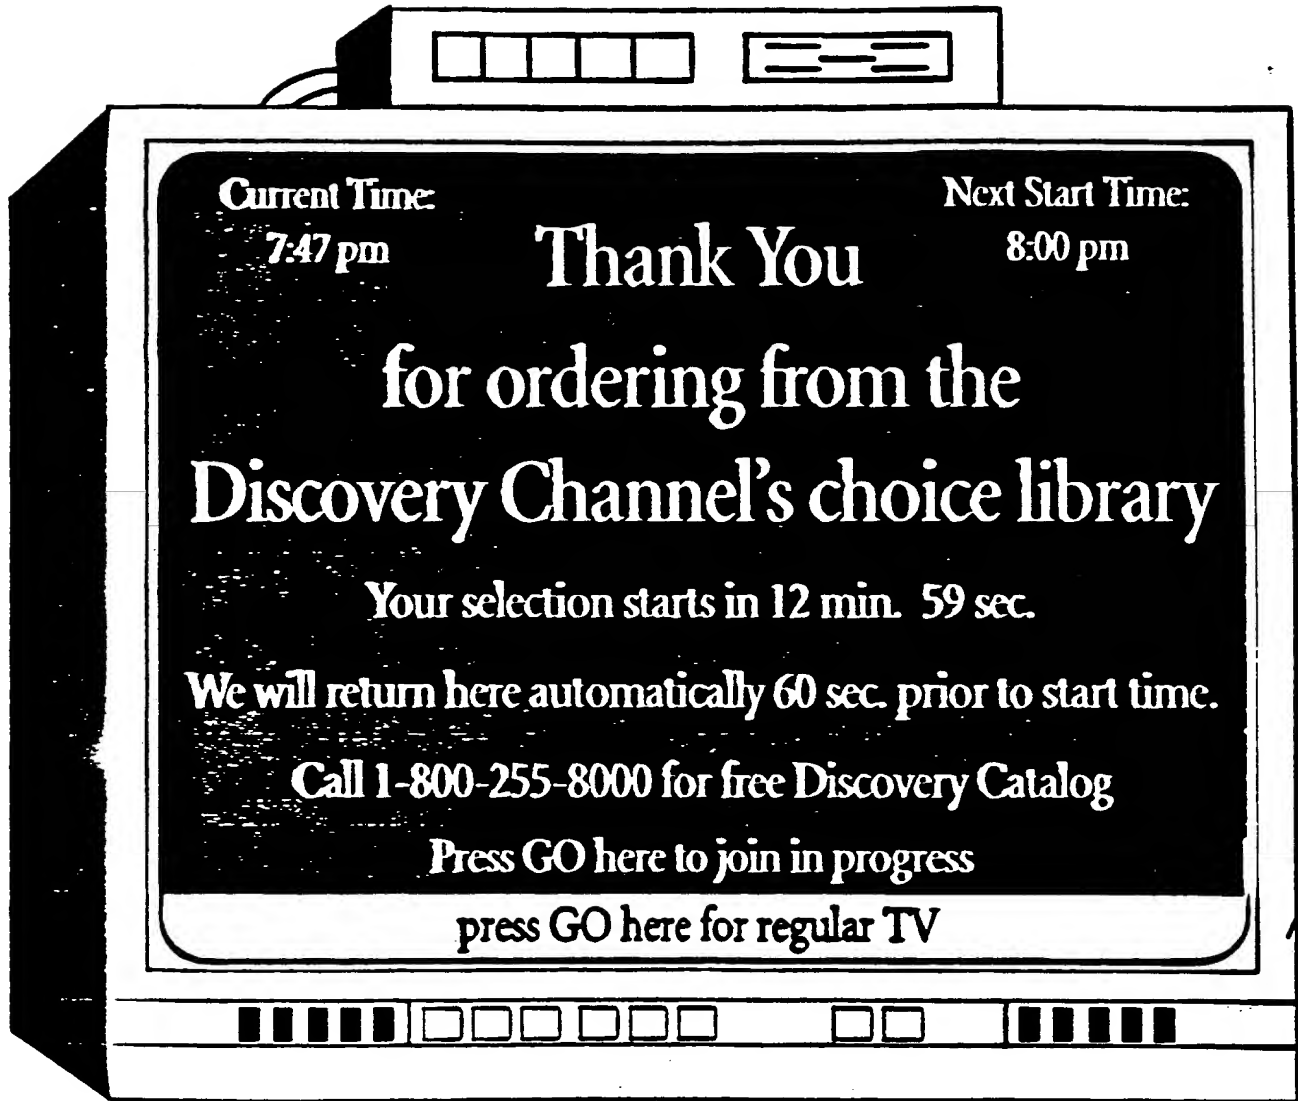 Current Time:
7:47 pm
Next Start Time:
8:00 pm
Thank You
for ordering from the
Discovery Channel's choice library
Your selection starts in 12 min. 59 sec.
We will return here automatically 60 sec. prior to start time.
Call 1-800-255-8000 for free Discovery Catalog
Press GO here to join in progress
press GO here for regular TV